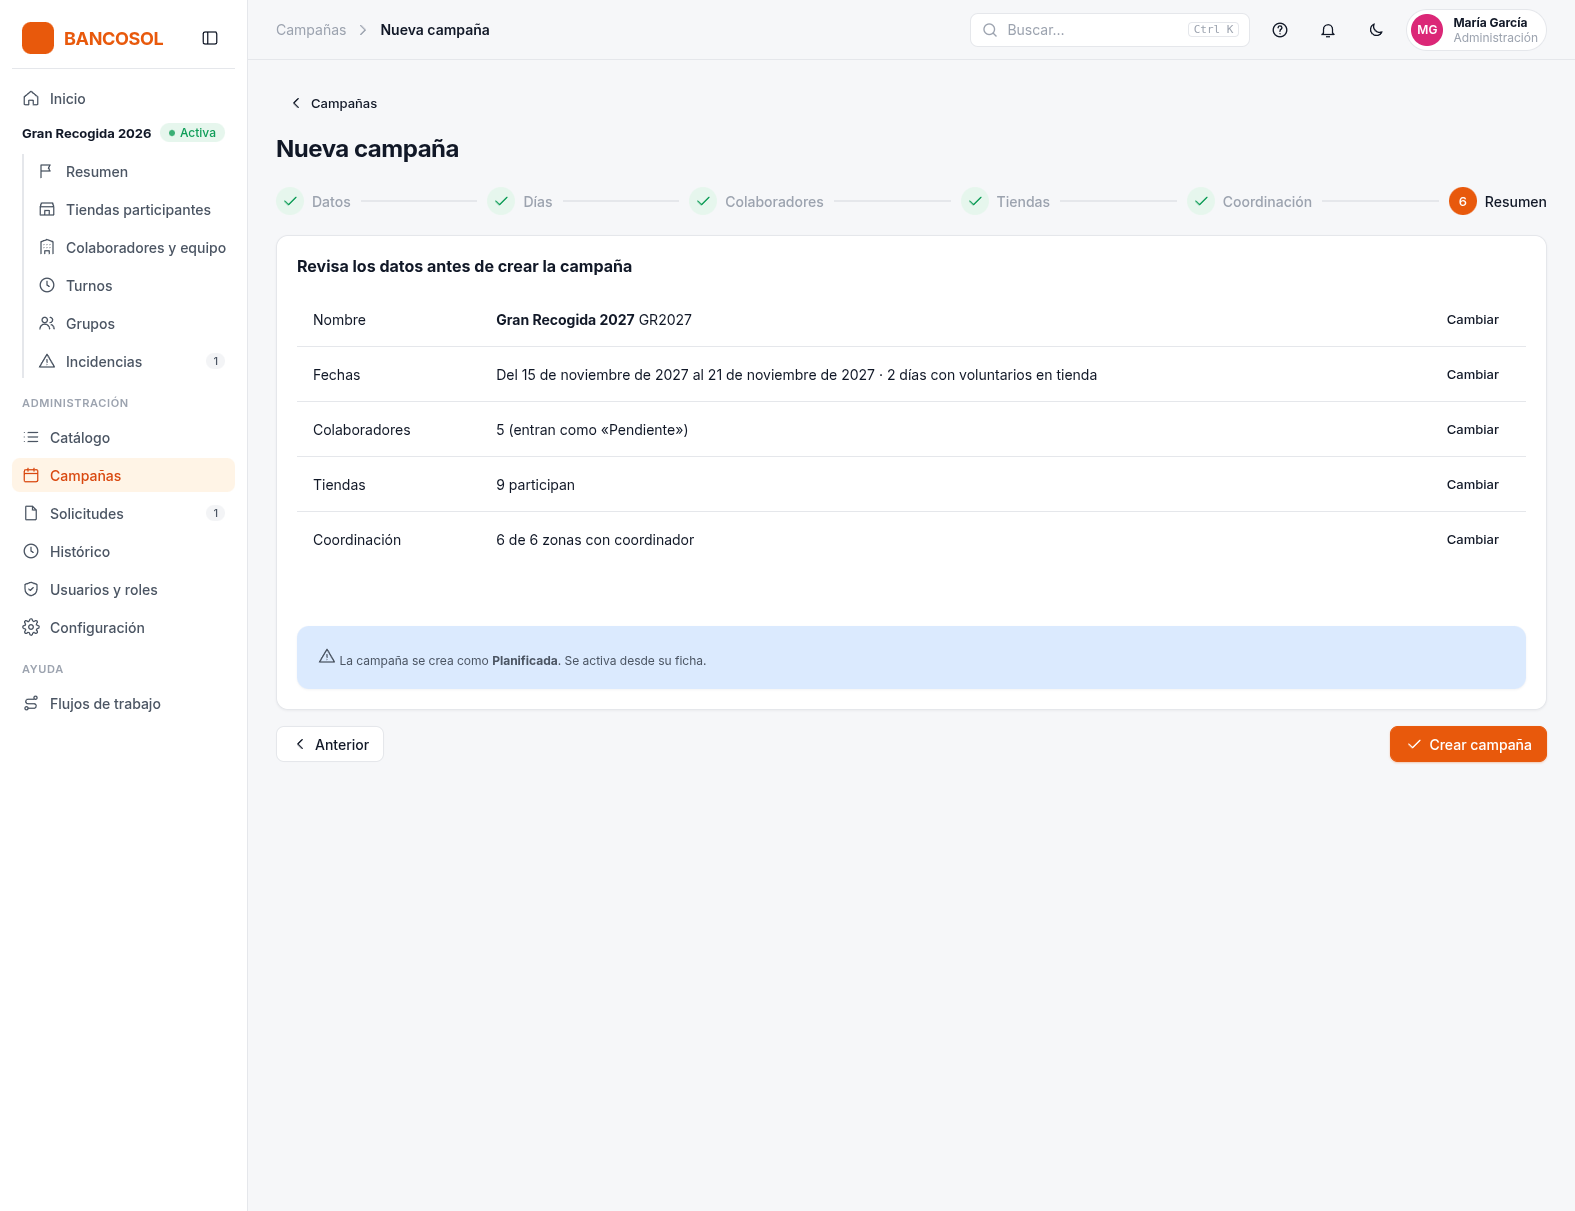 BANCOSOL
Inicio
Gran Recogida 2026 Activa
Resumen
Tiendas participantes
Colaboradores y equipo
Turnos
Grupos
Incidencias 1
ADMINISTRACIÓN
Catálogo
Campañas
Solicitudes 1
Histórico
Usuarios y roles
Configuración
AYUDA
Flujos de trabajo
Campañas Nueva campaña
Buscar... Ctrl K
MG
María García
Administración
Campañas
Nueva campaña
Datos Días Colaboradores Tiendas Coordinación 6 Resumen
Revisa los datos antes de crear la campaña
Nombre Gran Recogida 2027 GR2027 Cambiar
Fechas Del 15 de noviembre de 2027 al 21 de noviembre de 2027 · 2 días con voluntarios en tienda Cambiar
Colaboradores 5 (entran como «Pendiente») Cambiar
Tiendas 9 participan Cambiar
Coordinación 6 de 6 zonas con coordinador Cambiar
La campaña se crea como Planificada. Se activa desde su ficha.
Anterior Crear campaña